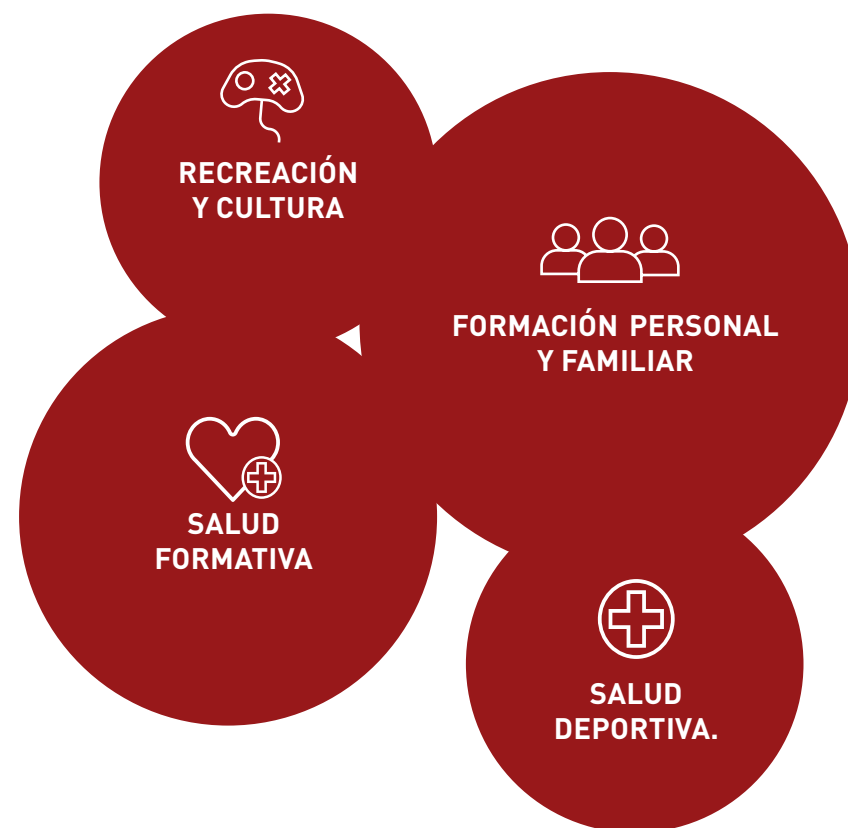 RECREACIÓN
Y CULTURA
FORMACIÓN PERSONAL
Y FAMILIAR
SALUD
FORMATIVA
SALUD
DEPORTIVA.